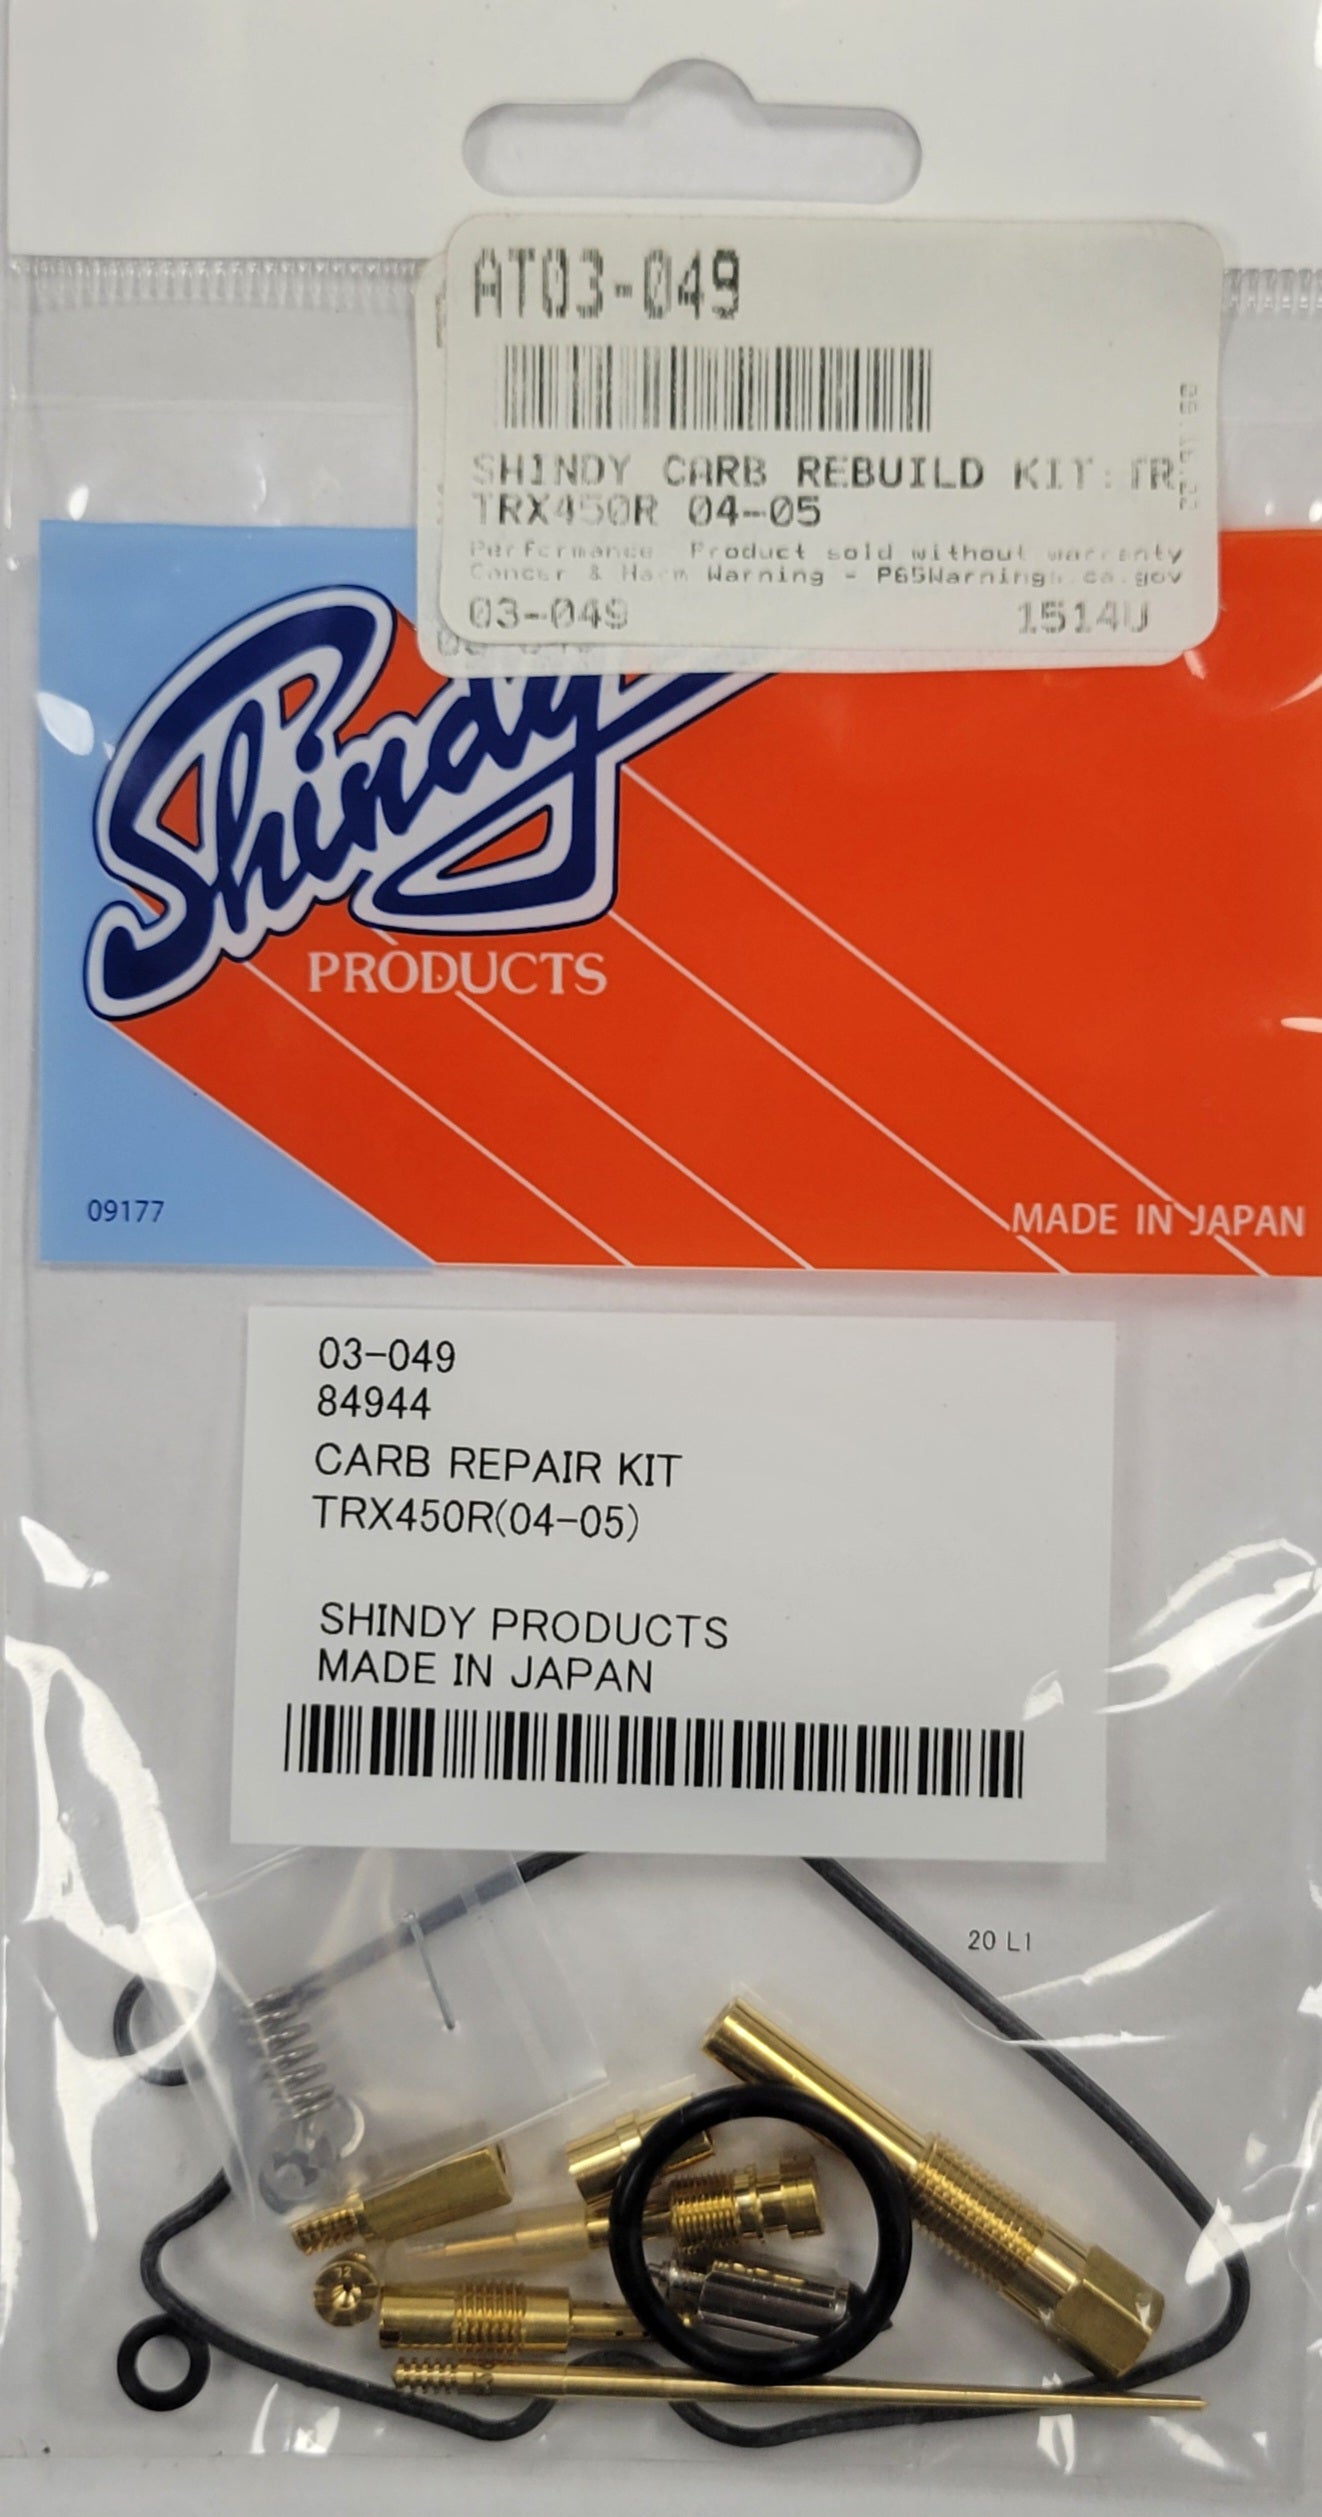 AT03-049
SHINDY CARB REBUILD KIT: TR
TRX450R 04-05
Performance Product sold without warranty
Cancer & Harm Warning - P65Warnings.ca.gov
03-049 1514U
Shindy
PRODUCTS
09177
MADE IN JAPAN
03-049
84944
CARB REPAIR KIT
TRX450R(04-05)
SHINDY PRODUCTS
MADE IN JAPAN
20 L1